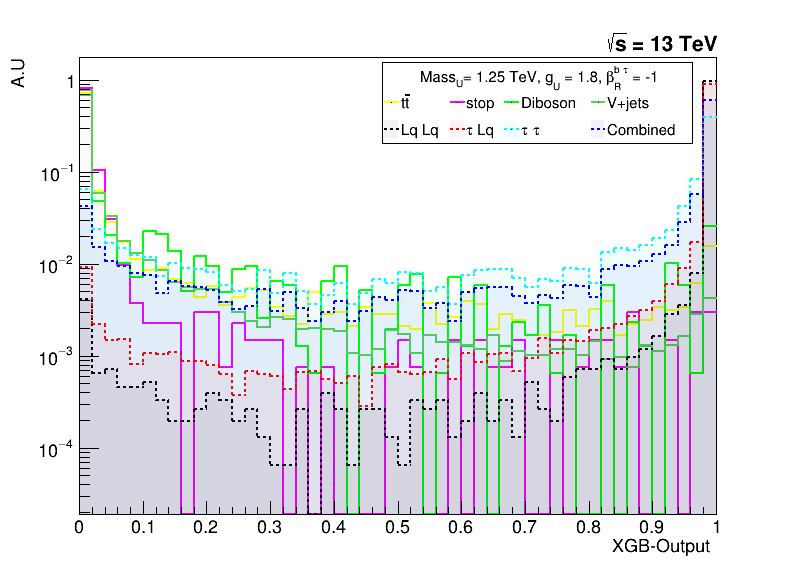 √s = 13 TeV
A.U
Mass_U= 1.25 TeV, g_U = 1.8, β_R^{b τ} = -1
tt̄ stop Diboson V+jets
Lq Lq τ Lq τ τ Combined
1
10⁻¹
10⁻²
10⁻³
10⁻⁴
0 0.1 0.2 0.3 0.4 0.5 0.6 0.7 0.8 0.9 1
XGB-Output